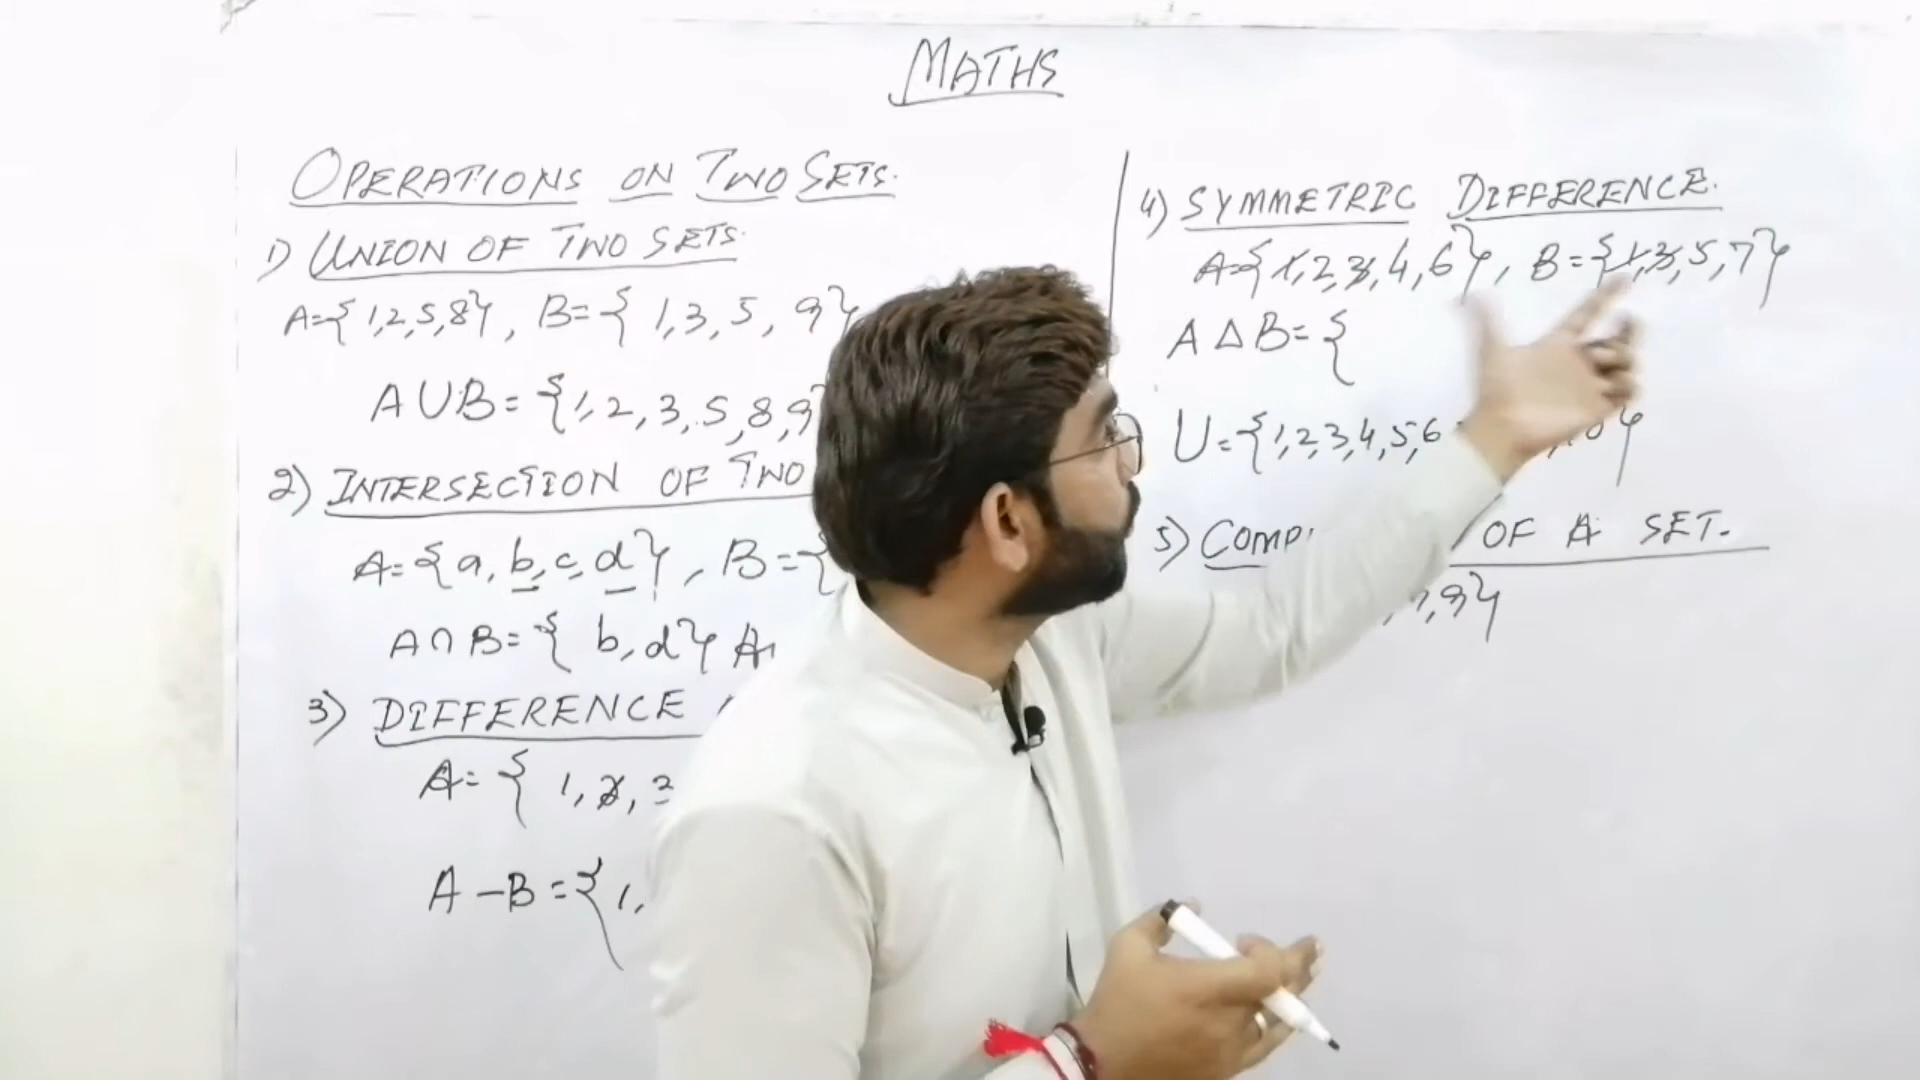 MATHS
OPERATIONS ON TWO SETS.
1) UNION OF TWO SETS.
A={1,2,5,8}, B={1,3,5,9}
A∪B={1,2,3,5,8,9
2) INTERSECTION OF TWO
A={a,b,c,d}, B={
A∩B={b,d}
3) DIFFERENCE
A={1,2,3
A-B={1,
4) SYMMETRIC DIFFERENCE.
A={1,2,3,4,6}, B={1,3,5,7}
A Δ B={
U={1,2,3,4,5,6
5) OF A SET.
,9}